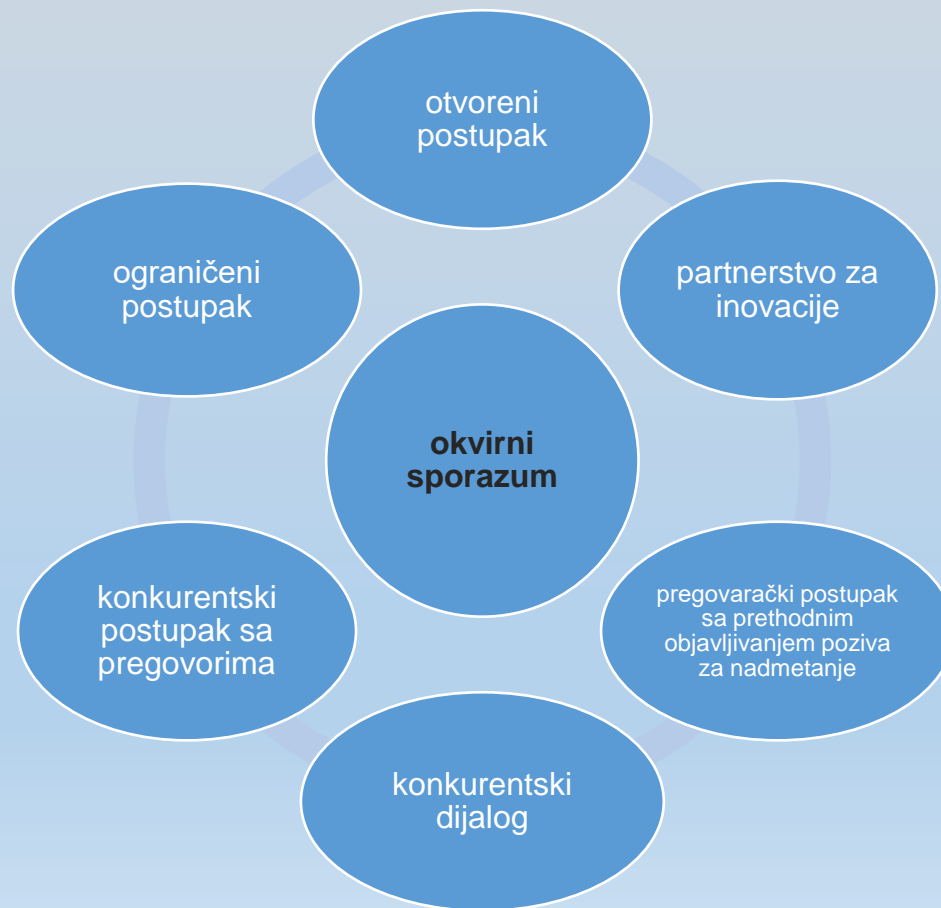 otvoreni
postupak
partnerstvo za
inovacije
pregovarački postupak
sa prethodnim
objavljivanjem poziva
za nadmetanje
konkurentski
dijalog
konkurentski
postupak sa
pregovorima
ograničeni
postupak
okvirni
sporazum